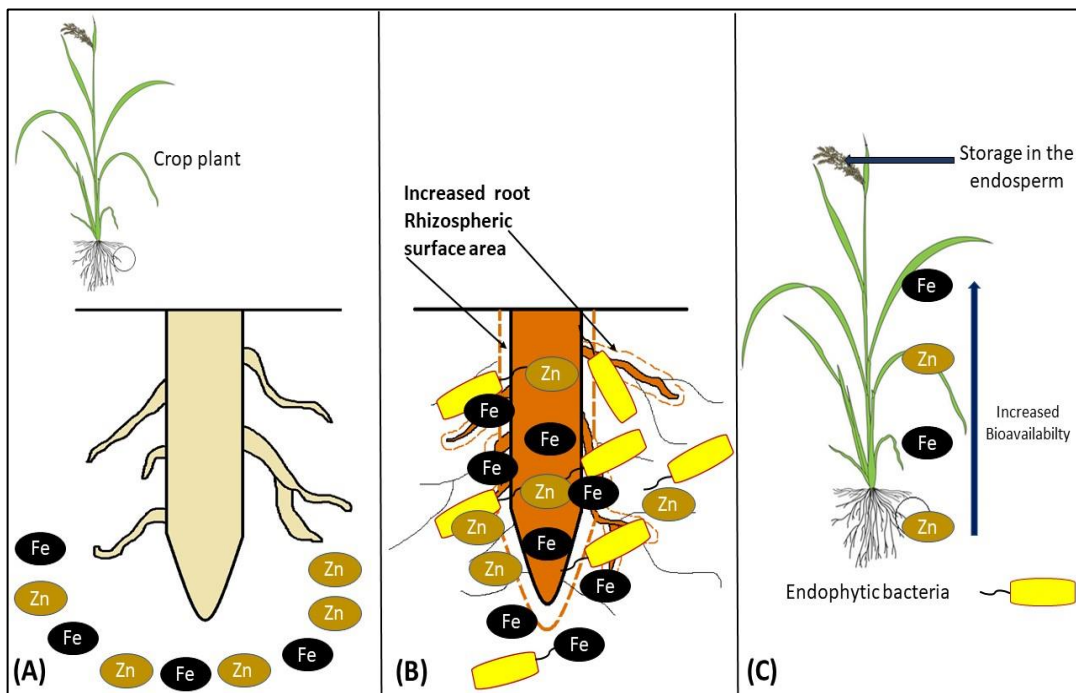 Crop plant
Fe
Zn
Fe
Zn
Fe
Zn
Fe
Zn
Zn
(A)
Increased root
Rhizospheric
surface area
Zn
Fe
Fe
Fe
Zn
Fe
Zn
Zn
Fe
Zn
Fe
Fe
Fe
(B)
Storage in the
endosperm
Fe
Zn
Fe
Zn
Increased
Bioavailabilty
Endophytic bacteria
(C)